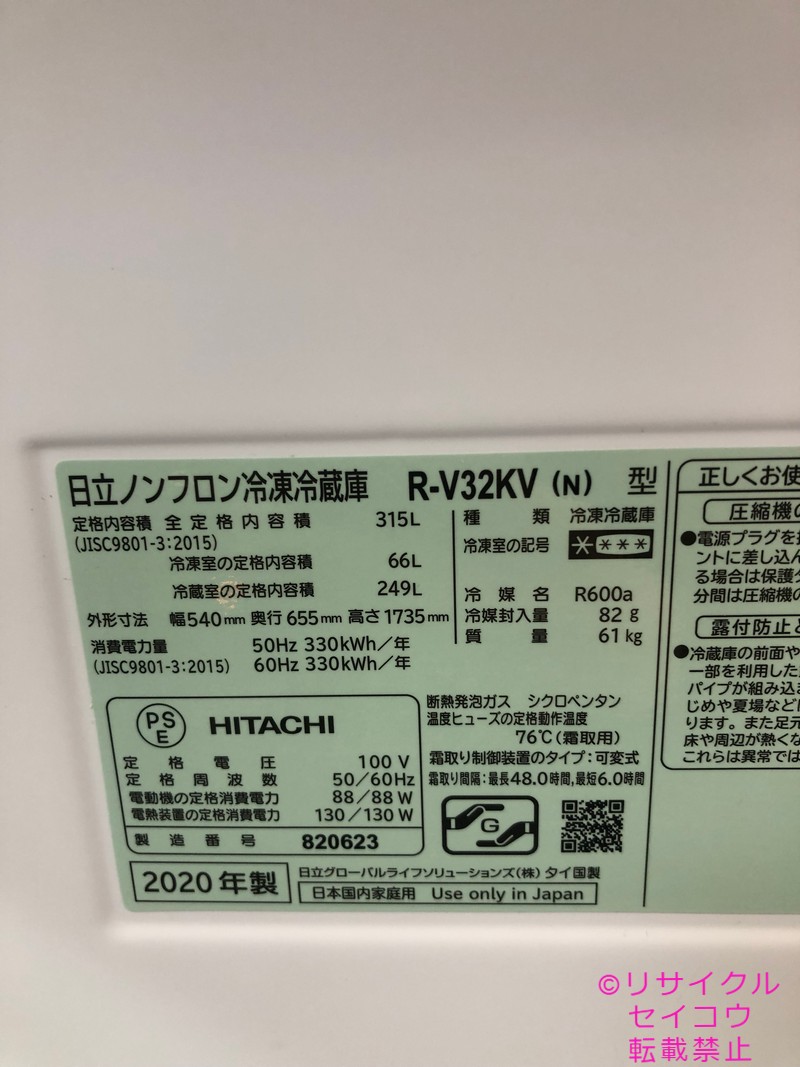 日立ノンフロン冷凍冷蔵庫 R-V32KV (N) 型
定格内容積 全定格内容積 315L
(JISC9801-3:2015)
冷凍室の定格内容積 66L
冷蔵室の定格内容積 249L
外形寸法 幅540mm 奥行655mm 高さ1735mm
消費電力量 50Hz 330kWh/年
(JISC9801-3:2015) 60Hz 330kWh/年
種類 冷凍冷蔵庫
冷凍室の記号 ****
冷媒名 R600a
冷媒封入量 82g
質量 61kg
PSE HITACHI
定格電圧 100V
定格周波数 50/60Hz
電動機の定格消費電力 88/88W
電熱装置の定格消費電力 130/130W
製造番号 820623
断熱発泡ガス シクロペンタン
温度ヒューズの定格動作温度
76℃(霜取用)
霜取り制御装置のタイプ:可変式
霜取り間隔:最長48.0時間,最短6.0時間
G
2020年製
日立グローバルライフソリューションズ(株) タイ国製
日本国内家庭用 Use only in Japan
正しくお使
圧縮機の
●電源プラグを
ントに差し込ん
る場合は保護
分間は圧縮機の
露付防止と
●冷蔵庫の前面や
一部を利用した
パイプが組み込ま
じめや夏場などに
ります。また足元
床や周辺が熱くな
これらは異常では
©リサイクル
セイコウ
転載禁止